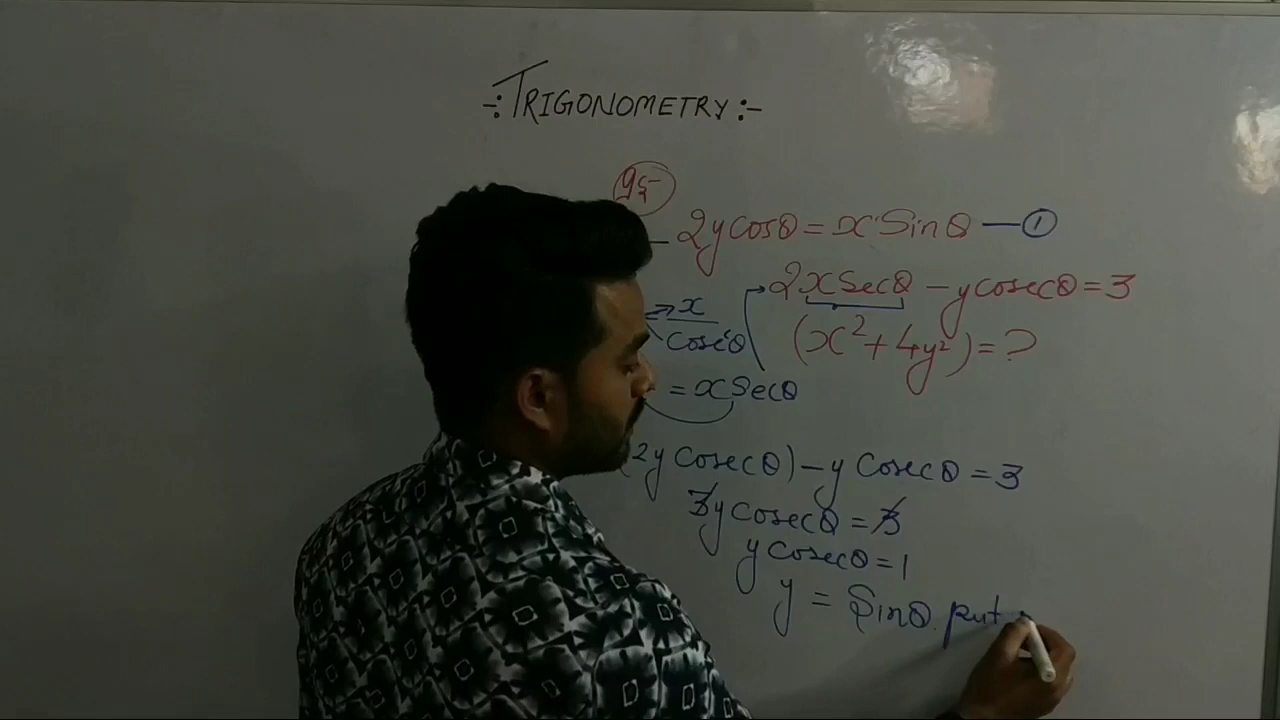 -: TRIGONOMETRY :-
2y cosθ = x Sinθ — ①
2x Secθ - y cosecθ = 3
(x² + 4y²) = ?
x
cosecθ
= x Secθ
2y Cosecθ) - y Cosecθ = 3
3y cosecθ = 3
y cosecθ = 1
y = Sinθ put